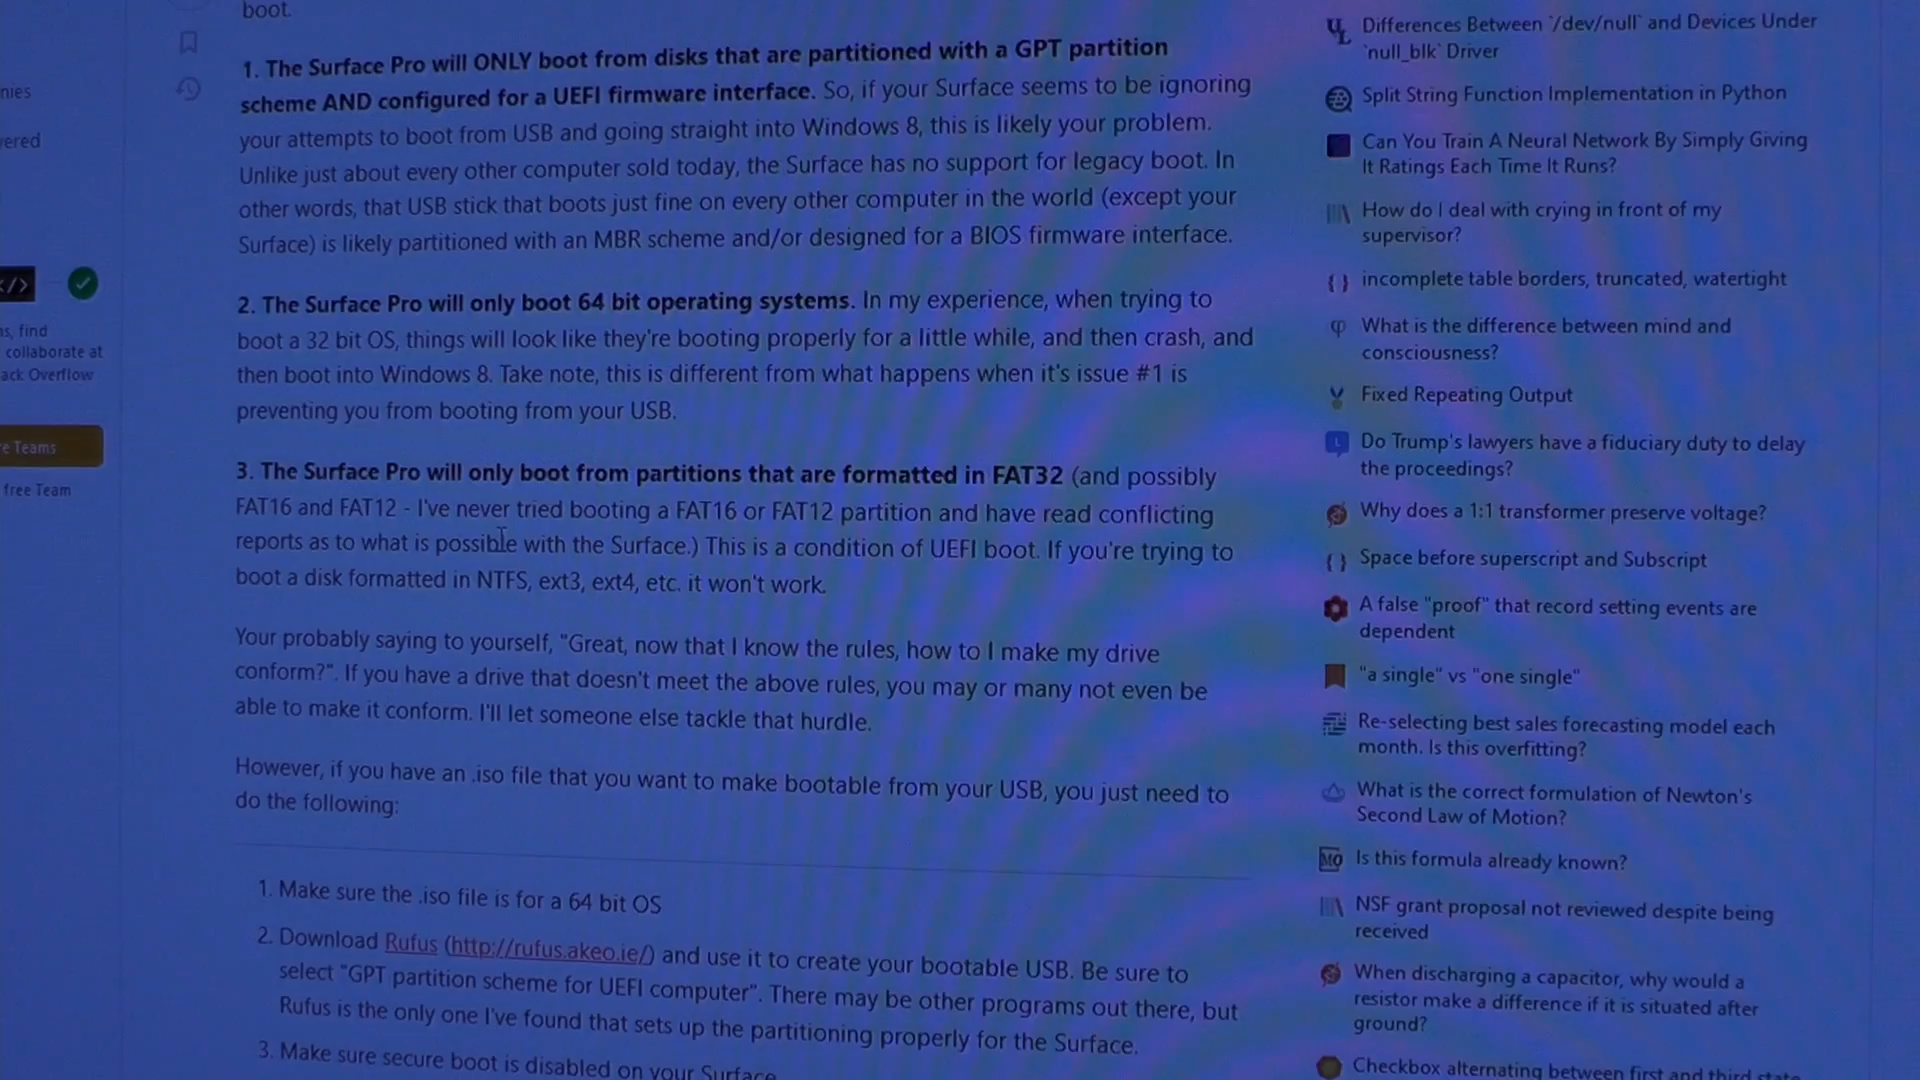 boot.
1. The Surface Pro will ONLY boot from disks that are partitioned with a GPT partition
scheme AND configured for a UEFI firmware interface. So, if your Surface seems to be ignoring
your attempts to boot from USB and going straight into Windows 8, this is likely your problem.
Unlike just about every other computer sold today, the Surface has no support for legacy boot. In
other words, that USB stick that boots just fine on every other computer in the world (except your
Surface) is likely partitioned with an MBR scheme and/or designed for a BIOS firmware interface.
2. The Surface Pro will only boot 64 bit operating systems. In my experience, when trying to
boot a 32 bit OS, things will look like they're booting properly for a little while, and then crash, and
then boot into Windows 8. Take note, this is different from what happens when it's issue #1 is
preventing you from booting from your USB.
3. The Surface Pro will only boot from partitions that are formatted in FAT32 (and possibly
FAT16 and FAT12 - I've never tried booting a FAT16 or FAT12 partition and have read conflicting
reports as to what is possible with the Surface.) This is a condition of UEFI boot. If you're trying to
boot a disk formatted in NTFS, ext3, ext4, etc. it won't work.
Your probably saying to yourself, "Great, now that I know the rules, how to I make my drive
conform?". If you have a drive that doesn't meet the above rules, you may or many not even be
able to make it conform. I'll let someone else tackle that hurdle.
However, if you have an .iso file that you want to make bootable from your USB, you just need to
do the following:
1. Make sure the .iso file is for a 64 bit OS
2. Download Rufus (http://rufus.akeo.ie/) and use it to create your bootable USB. Be sure to
select "GPT partition scheme for UEFI computer". There may be other programs out there, but
Rufus is the only one I've found that sets up the partitioning properly for the Surface.
3. Make sure secure boot is disabled on your Surface
nies
ered
</>
s, find
collaborate at
ack Overflow
e Teams
free Team
Differences Between `/dev/null` and Devices Under
`null_blk` Driver
Split String Function Implementation in Python
Can You Train A Neural Network By Simply Giving
It Ratings Each Time It Runs?
How do I deal with crying in front of my
supervisor?
incomplete table borders, truncated, watertight
What is the difference between mind and
consciousness?
Fixed Repeating Output
Do Trump's lawyers have a fiduciary duty to delay
the proceedings?
Why does a 1:1 transformer preserve voltage?
Space before superscript and Subscript
A false "proof" that record setting events are
dependent
"a single" vs "one single"
Re-selecting best sales forecasting model each
month. Is this overfitting?
What is the correct formulation of Newton's
Second Law of Motion?
MO Is this formula already known?
NSF grant proposal not reviewed despite being
received
When discharging a capacitor, why would a
resistor make a difference if it is situated after
ground?
Checkbox alternating between first and third state